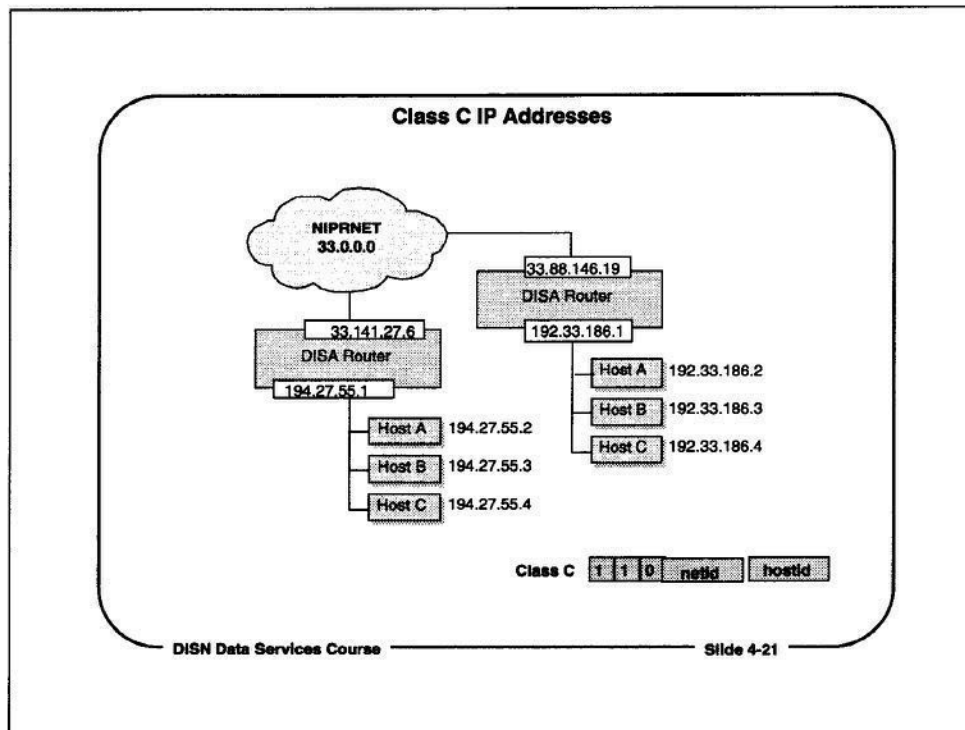 Class C IP Addresses
NIPRNET
33.0.0.0
33.88.146.19
DISA Router
192.33.186.1
Host A 192.33.186.2
Host B 192.33.186.3
Host C 192.33.186.4
33.141.27.6
DISA Router
194.27.55.1
Host A 194.27.55.2
Host B 194.27.55.3
Host C 194.27.55.4
Class C 1 1 0 netid hostid
DISN Data Services Course Slide 4-21